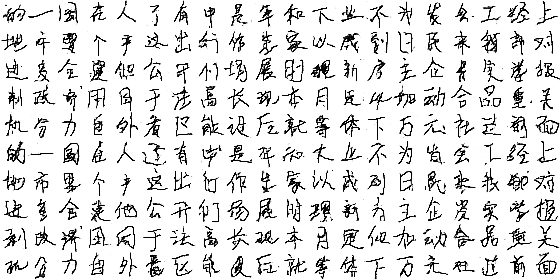 的一国在人了有中是年和大业不为发会工经上
地市要个产这出行作生家以成到日民来我部对
进多全建他公开们场展时理新方主企资实学报
制政济用同于法高长现本月定化加动合品重关
机分力自外者区能设后就等体下万元社过前面
的一国在人了有中是年和大业不为发会工经上
地市要个产这出行作生家以成到日民来我部对
进多全建他公开们场展时理新方主企资实学报
制政济用同于法高长现本月定化加动合品重关
机分力自外者区能设后就等体下万元社过前面